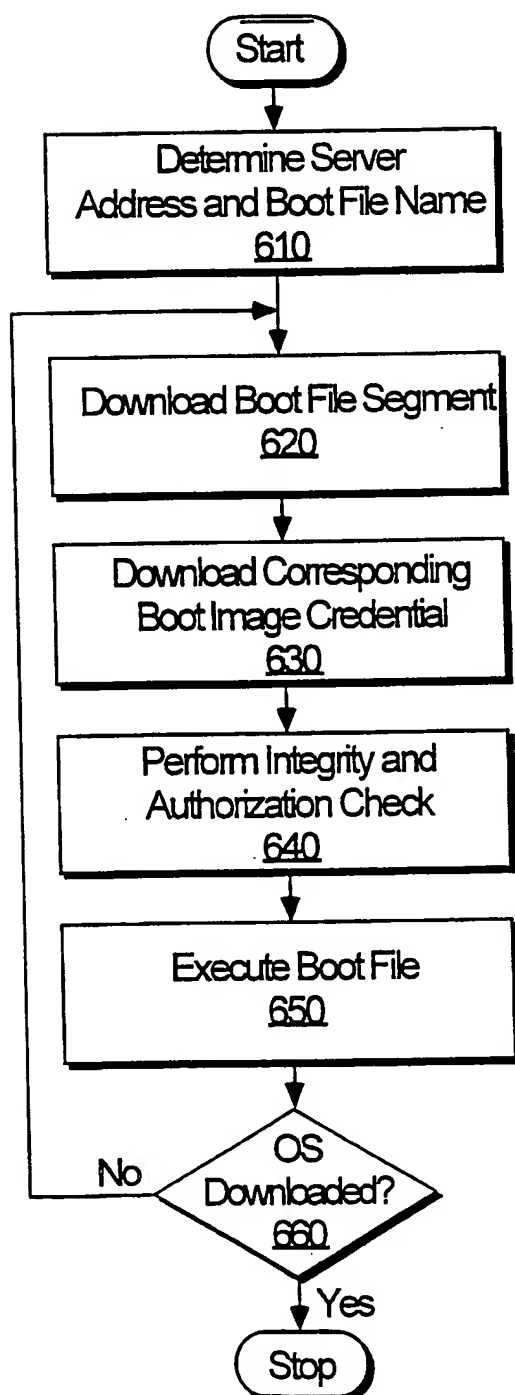 Start
Determine Server
Address and Boot File Name
610
Download Boot File Segment
620
Download Corresponding
Boot Image Credential
630
Perform Integrity and
Authorization Check
640
Execute Boot File
650
OS
Downloaded?
660
No
Yes
Stop